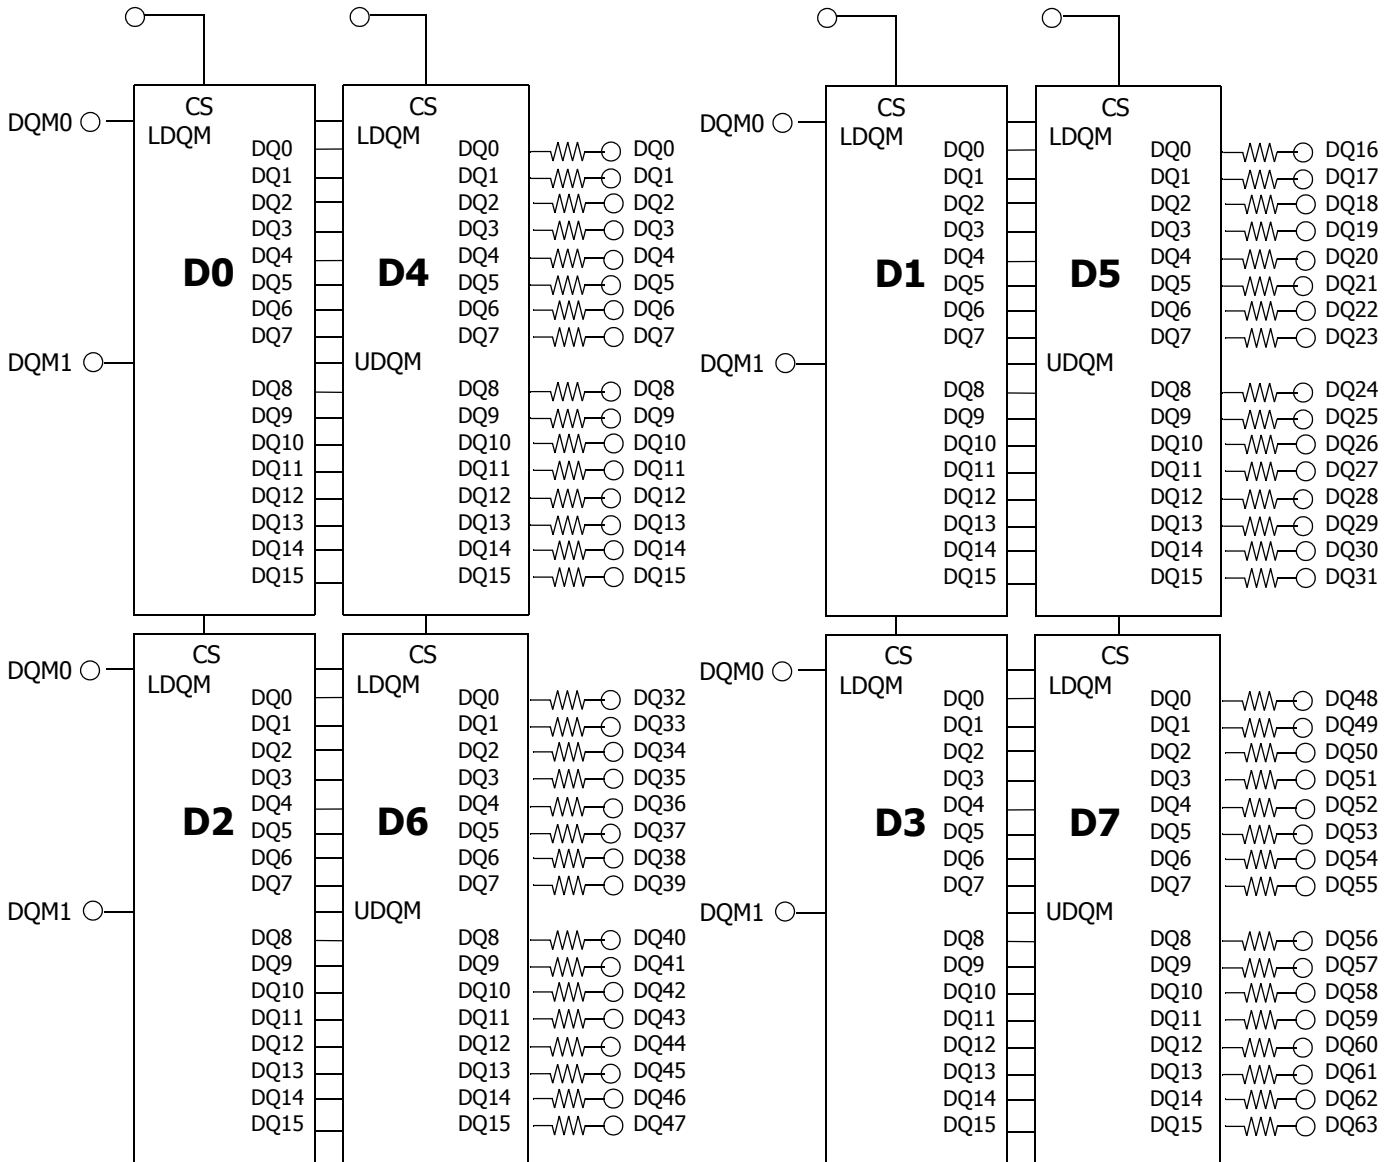 CS CS CS CS
DQM0 LDQM LDQM DQM0 LDQM LDQM
DQ0 DQ0 DQ0 DQ0 DQ0 DQ16
DQ1 DQ1 DQ1 DQ1 DQ1 DQ17
DQ2 DQ2 DQ2 DQ2 DQ2 DQ18
DQ3 DQ3 DQ3 DQ3 DQ3 DQ19
DQ4 DQ4 DQ4 DQ4 DQ4 DQ20
D0 D4 D1 D5
DQ5 DQ5 DQ5 DQ5 DQ5 DQ21
DQ6 DQ6 DQ6 DQ6 DQ6 DQ22
DQ7 DQ7 DQ7 DQ7 DQ7 DQ23
DQM1 UDQM DQM1 UDQM
DQ8 DQ8 DQ8 DQ8 DQ8 DQ24
DQ9 DQ9 DQ9 DQ9 DQ9 DQ25
DQ10 DQ10 DQ10 DQ10 DQ10 DQ26
DQ11 DQ11 DQ11 DQ11 DQ11 DQ27
DQ12 DQ12 DQ12 DQ12 DQ12 DQ28
DQ13 DQ13 DQ13 DQ13 DQ13 DQ29
DQ14 DQ14 DQ14 DQ14 DQ14 DQ30
DQ15 DQ15 DQ15 DQ15 DQ15 DQ31
CS CS CS CS
DQM0 LDQM LDQM DQM0 LDQM LDQM
DQ0 DQ0 DQ32 DQ0 DQ0 DQ48
DQ1 DQ1 DQ33 DQ1 DQ1 DQ49
DQ2 DQ2 DQ34 DQ2 DQ2 DQ50
DQ3 DQ3 DQ35 DQ3 DQ3 DQ51
DQ4 DQ4 DQ36 DQ4 DQ4 DQ52
D2 D6 D3 D7
DQ5 DQ5 DQ37 DQ5 DQ5 DQ53
DQ6 DQ6 DQ38 DQ6 DQ6 DQ54
DQ7 DQ7 DQ39 DQ7 DQ7 DQ55
DQM1 UDQM DQM1 UDQM
DQ8 DQ8 DQ40 DQ8 DQ8 DQ56
DQ9 DQ9 DQ41 DQ9 DQ9 DQ57
DQ10 DQ10 DQ42 DQ10 DQ10 DQ58
DQ11 DQ11 DQ43 DQ11 DQ11 DQ59
DQ12 DQ12 DQ44 DQ12 DQ12 DQ60
DQ13 DQ13 DQ45 DQ13 DQ13 DQ61
DQ14 DQ14 DQ46 DQ14 DQ14 DQ62
DQ15 DQ15 DQ47 DQ15 DQ15 DQ63